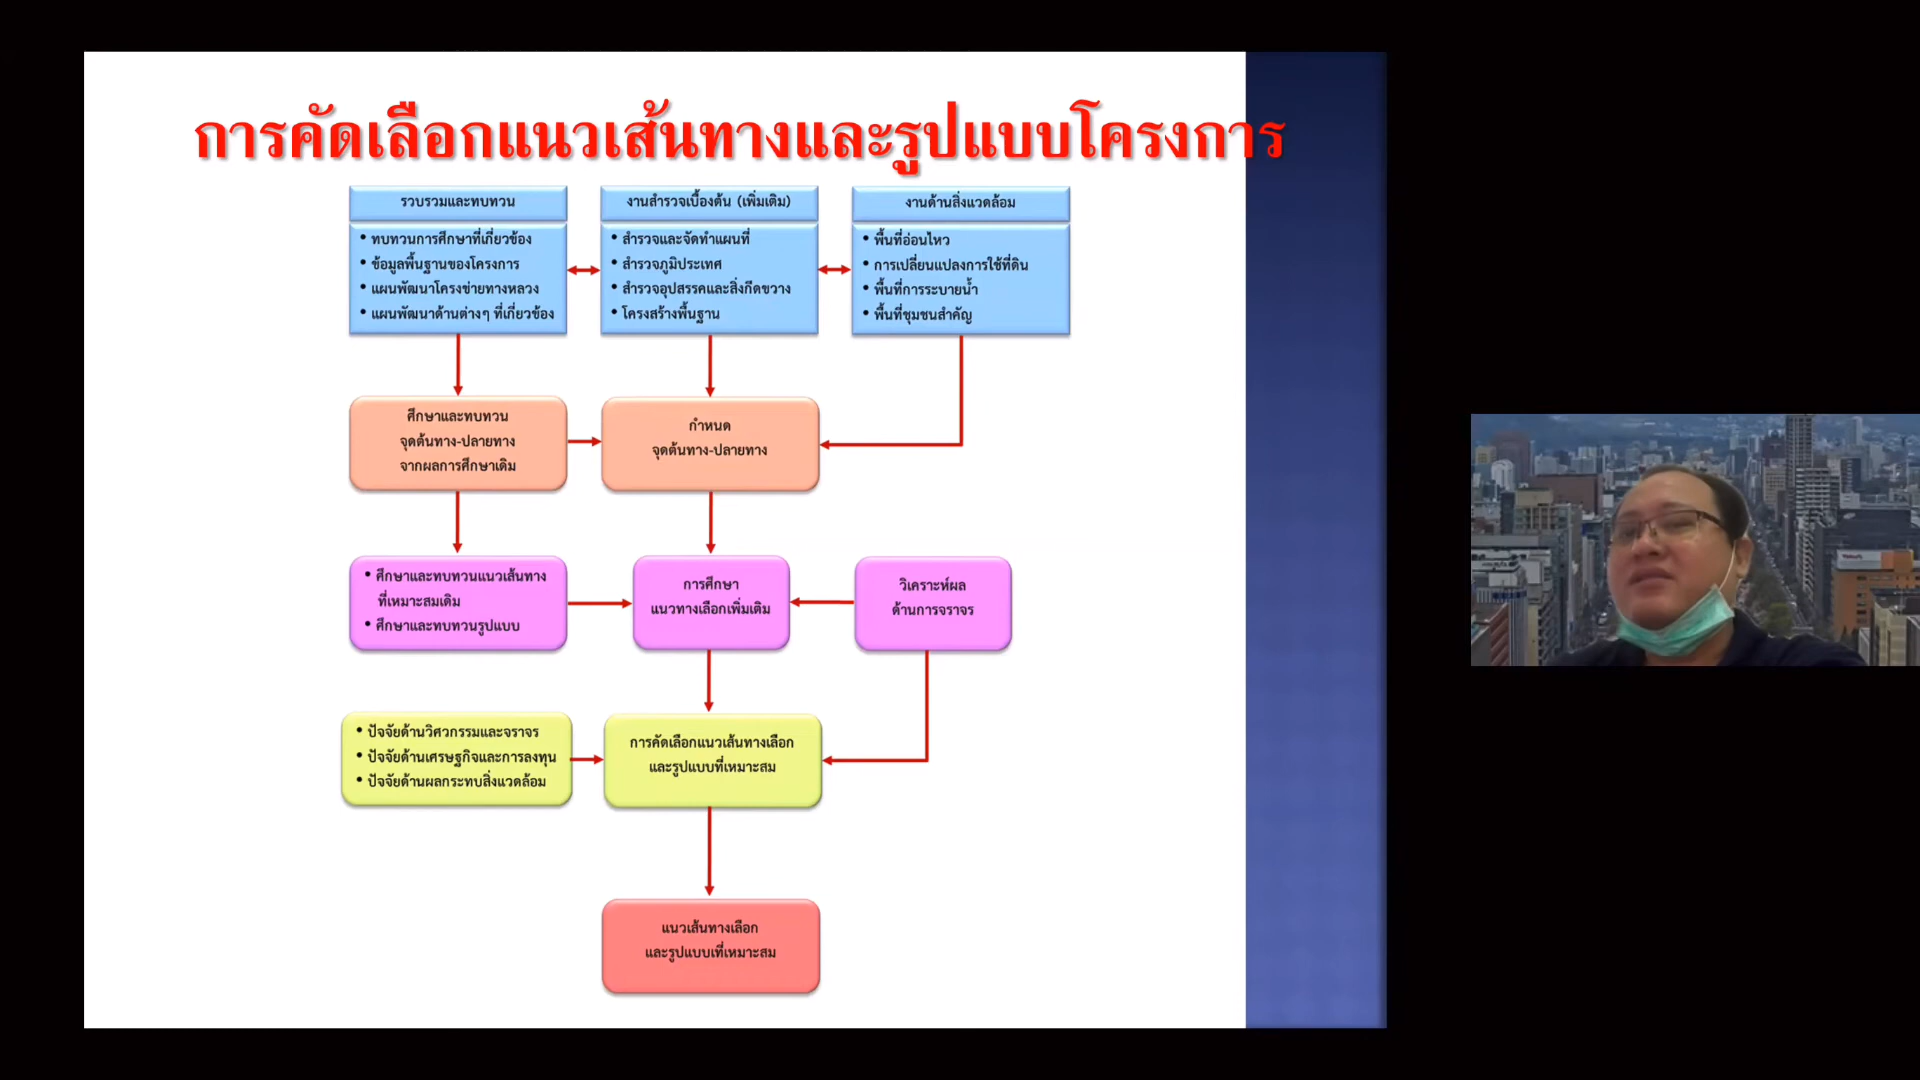 การคัดเลือกแนวเส้นทางและรูปแบบโครงการ
รวบรวมและทบทวน
• ทบทวนการศึกษาที่เกี่ยวข้อง
• ข้อมูลพื้นฐานของโครงการ
• แผนพัฒนาโครงข่ายทางหลวง
• แผนพัฒนาด้านต่างๆ ที่เกี่ยวข้อง
งานสำรวจเบื้องต้น (เพิ่มเติม)
• สำรวจและจัดทำแผนที่
• สำรวจภูมิประเทศ
• สำรวจอุปสรรคและสิ่งกีดขวาง
• โครงสร้างพื้นฐาน
งานด้านสิ่งแวดล้อม
• พื้นที่อ่อนไหว
• การเปลี่ยนแปลงการใช้ที่ดิน
• พื้นที่การระบายน้ำ
• พื้นที่ชุมชนสำคัญ
ศึกษาและทบทวน
จุดต้นทาง-ปลายทาง
จากผลการศึกษาเดิม
กำหนด
จุดต้นทาง-ปลายทาง
• ศึกษาและทบทวนแนวเส้นทาง
ที่เหมาะสมเดิม
• ศึกษาและทบทวนรูปแบบ
การศึกษา
แนวทางเลือกเพิ่มเติม
วิเคราะห์ผล
ด้านการจราจร
• ปัจจัยด้านวิศวกรรมและจราจร
• ปัจจัยด้านเศรษฐกิจและการลงทุน
• ปัจจัยด้านผลกระทบสิ่งแวดล้อม
การคัดเลือกแนวเส้นทางเลือก
และรูปแบบที่เหมาะสม
แนวเส้นทางเลือก
และรูปแบบเที่เหมาะสม